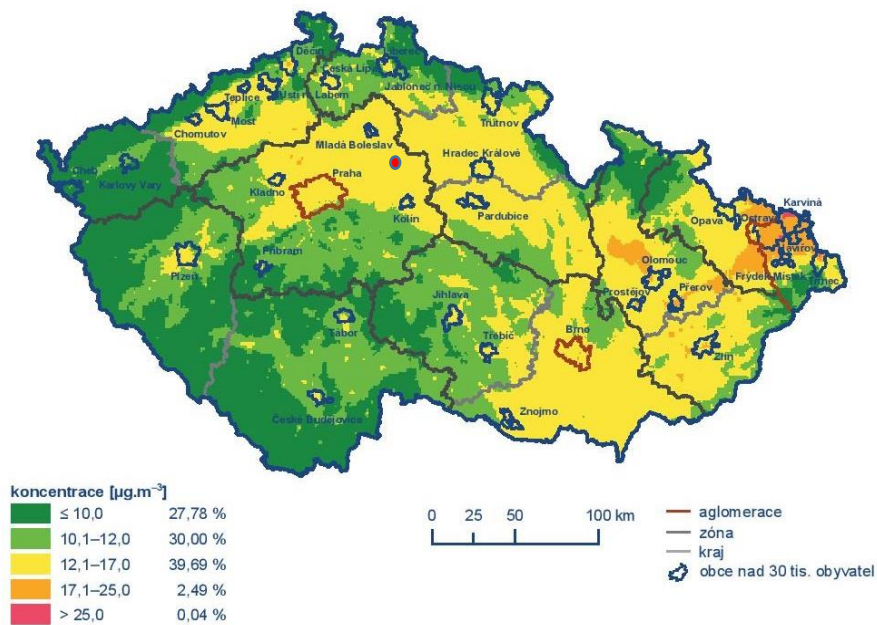 Děčín
Liberec
Česká Lípa
Jablonec n. Nisou
Teplice
Ústí n. Labem
Most
Chomutov
Trutnov
Mladá Boleslav
Hradec Králové
Cheb
Karlovy Vary
Praha
Kladno
Kolín
Pardubice
Karviná
Opava
Ostrava
Havířov
Plzeň
Příbram
Olomouc
Frýdek-Místek
Třinec
Jihlava
Prostějov
Přerov
Tábor
Třebíč
Brno
Zlín
České Budějovice
Znojmo
koncentrace [µg.m⁻³]
≤ 10,0 27,78 %
10,1–12,0 30,00 %
12,1–17,0 39,69 %
17,1–25,0 2,49 %
> 25,0 0,04 %
0 25 50 100 km
aglomerace
zóna
kraj
obce nad 30 tis. obyvatel